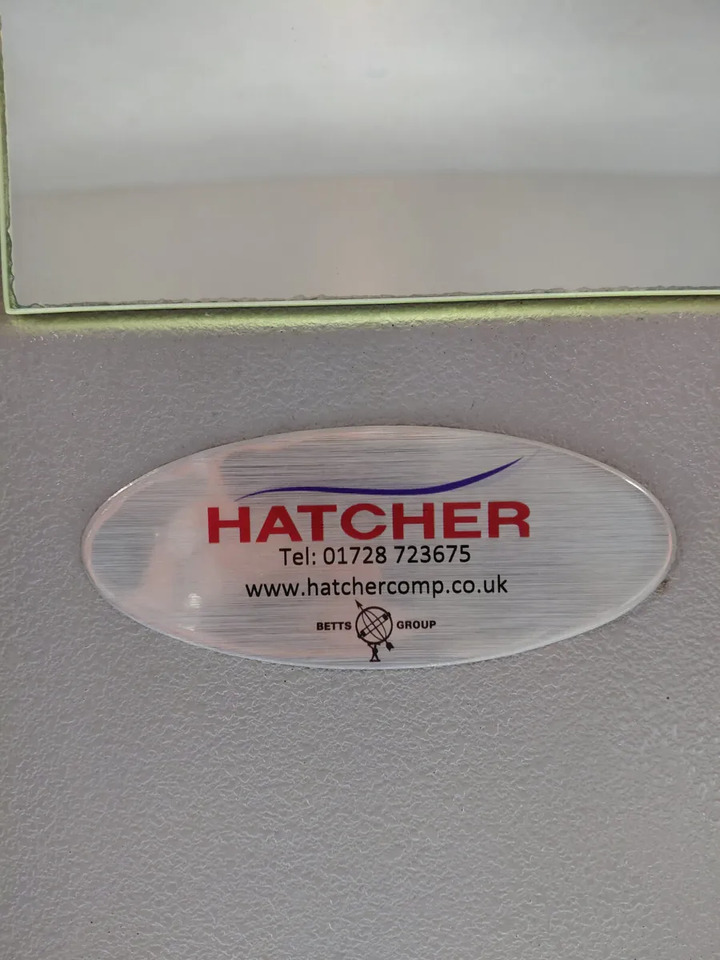 HATCHER
Tel: 01728 723675
www.hatchercomp.co.uk
BETTS GROUP